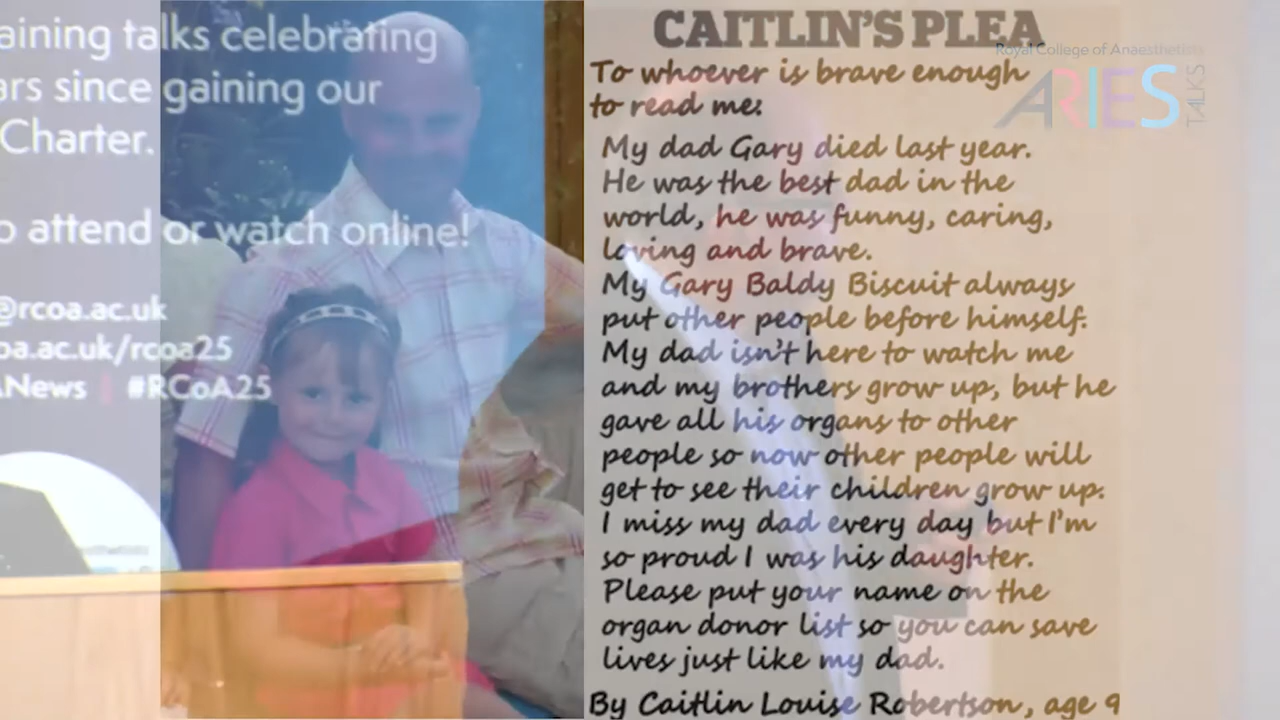 aining talks celebrating
ars since gaining our
Charter.
o attend or watch online!
@rcoa.ac.uk
oa.ac.uk/rcoa25
ANews | #RCoA25
CAITLIN'S PLEA
To whoever is brave enough
to read me:
My dad Gary died last year.
He was the best dad in the
world, he was funny, caring,
loving and brave.
My Gary Baldy Biscuit always
put other people before himself.
My dad isn't here to watch me
and my brothers grow up, but he
gave all his organs to other
people so now other people will
get to see their children grow up.
I miss my dad every day but I'm
so proud I was his daughter.
Please put your name on the
organ donor list so you can save
lives just like my dad.
By Caitlin Louise Robertson, age 9
Royal College of Anaesthetists
ARIES
TALKS